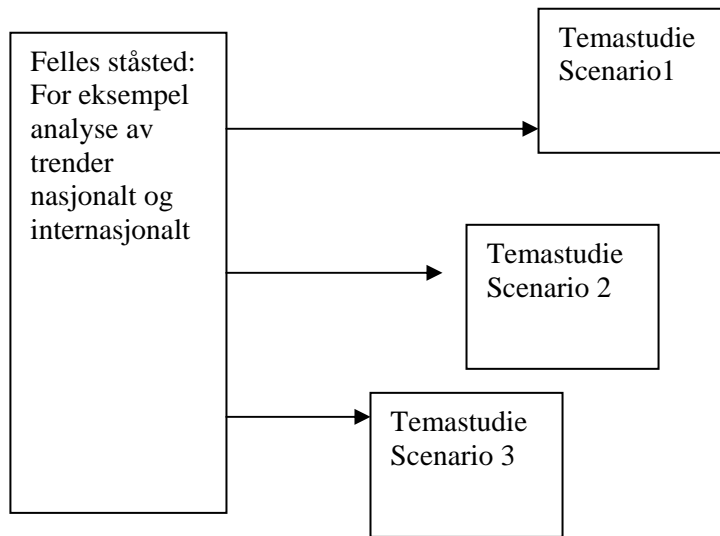 Felles ståsted:
For eksempel
analyse av
trender
nasjonalt og
internasjonalt
Temastudie
Scenario1
Temastudie
Scenario 2
Temastudie
Scenario 3